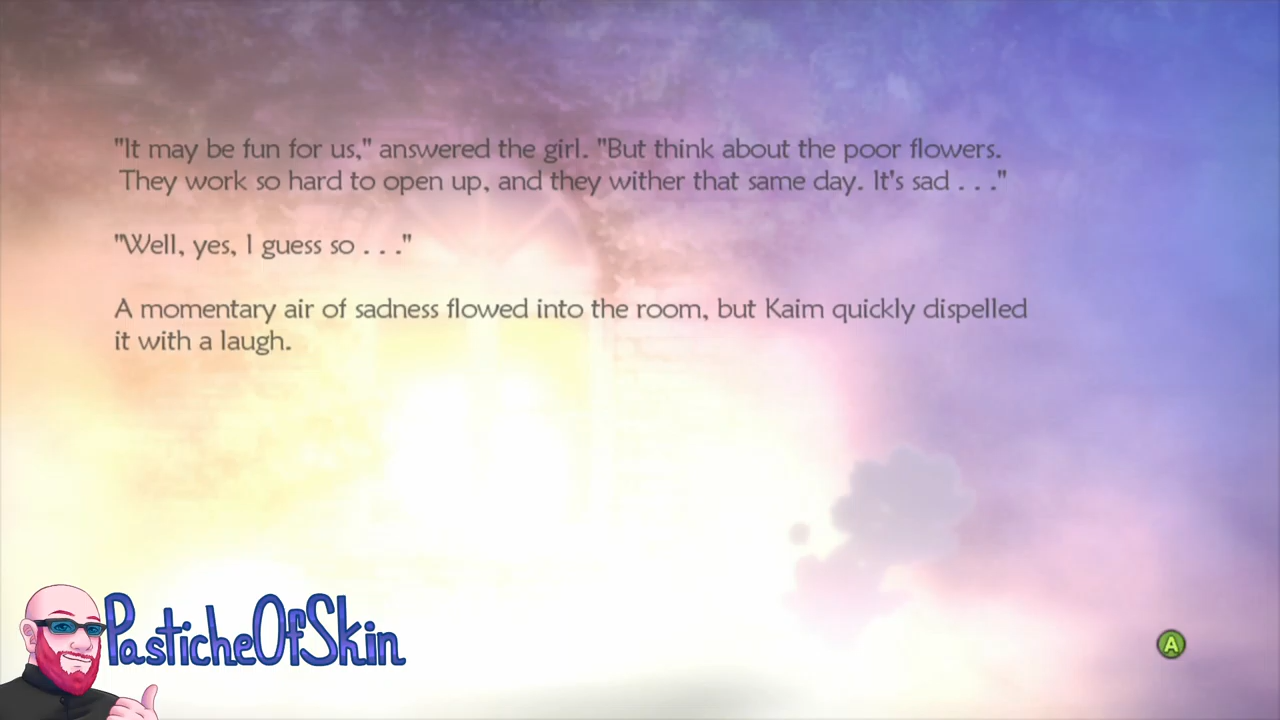 "It may be fun for us," answered the girl. "But think about the poor flowers.
They work so hard to open up, and they wither that same day. It's sad . . ."
"Well, yes, I guess so . . ."
A momentary air of sadness flowed into the room, but Kaim quickly dispelled
it with a laugh.
PasticheOfSkin
A